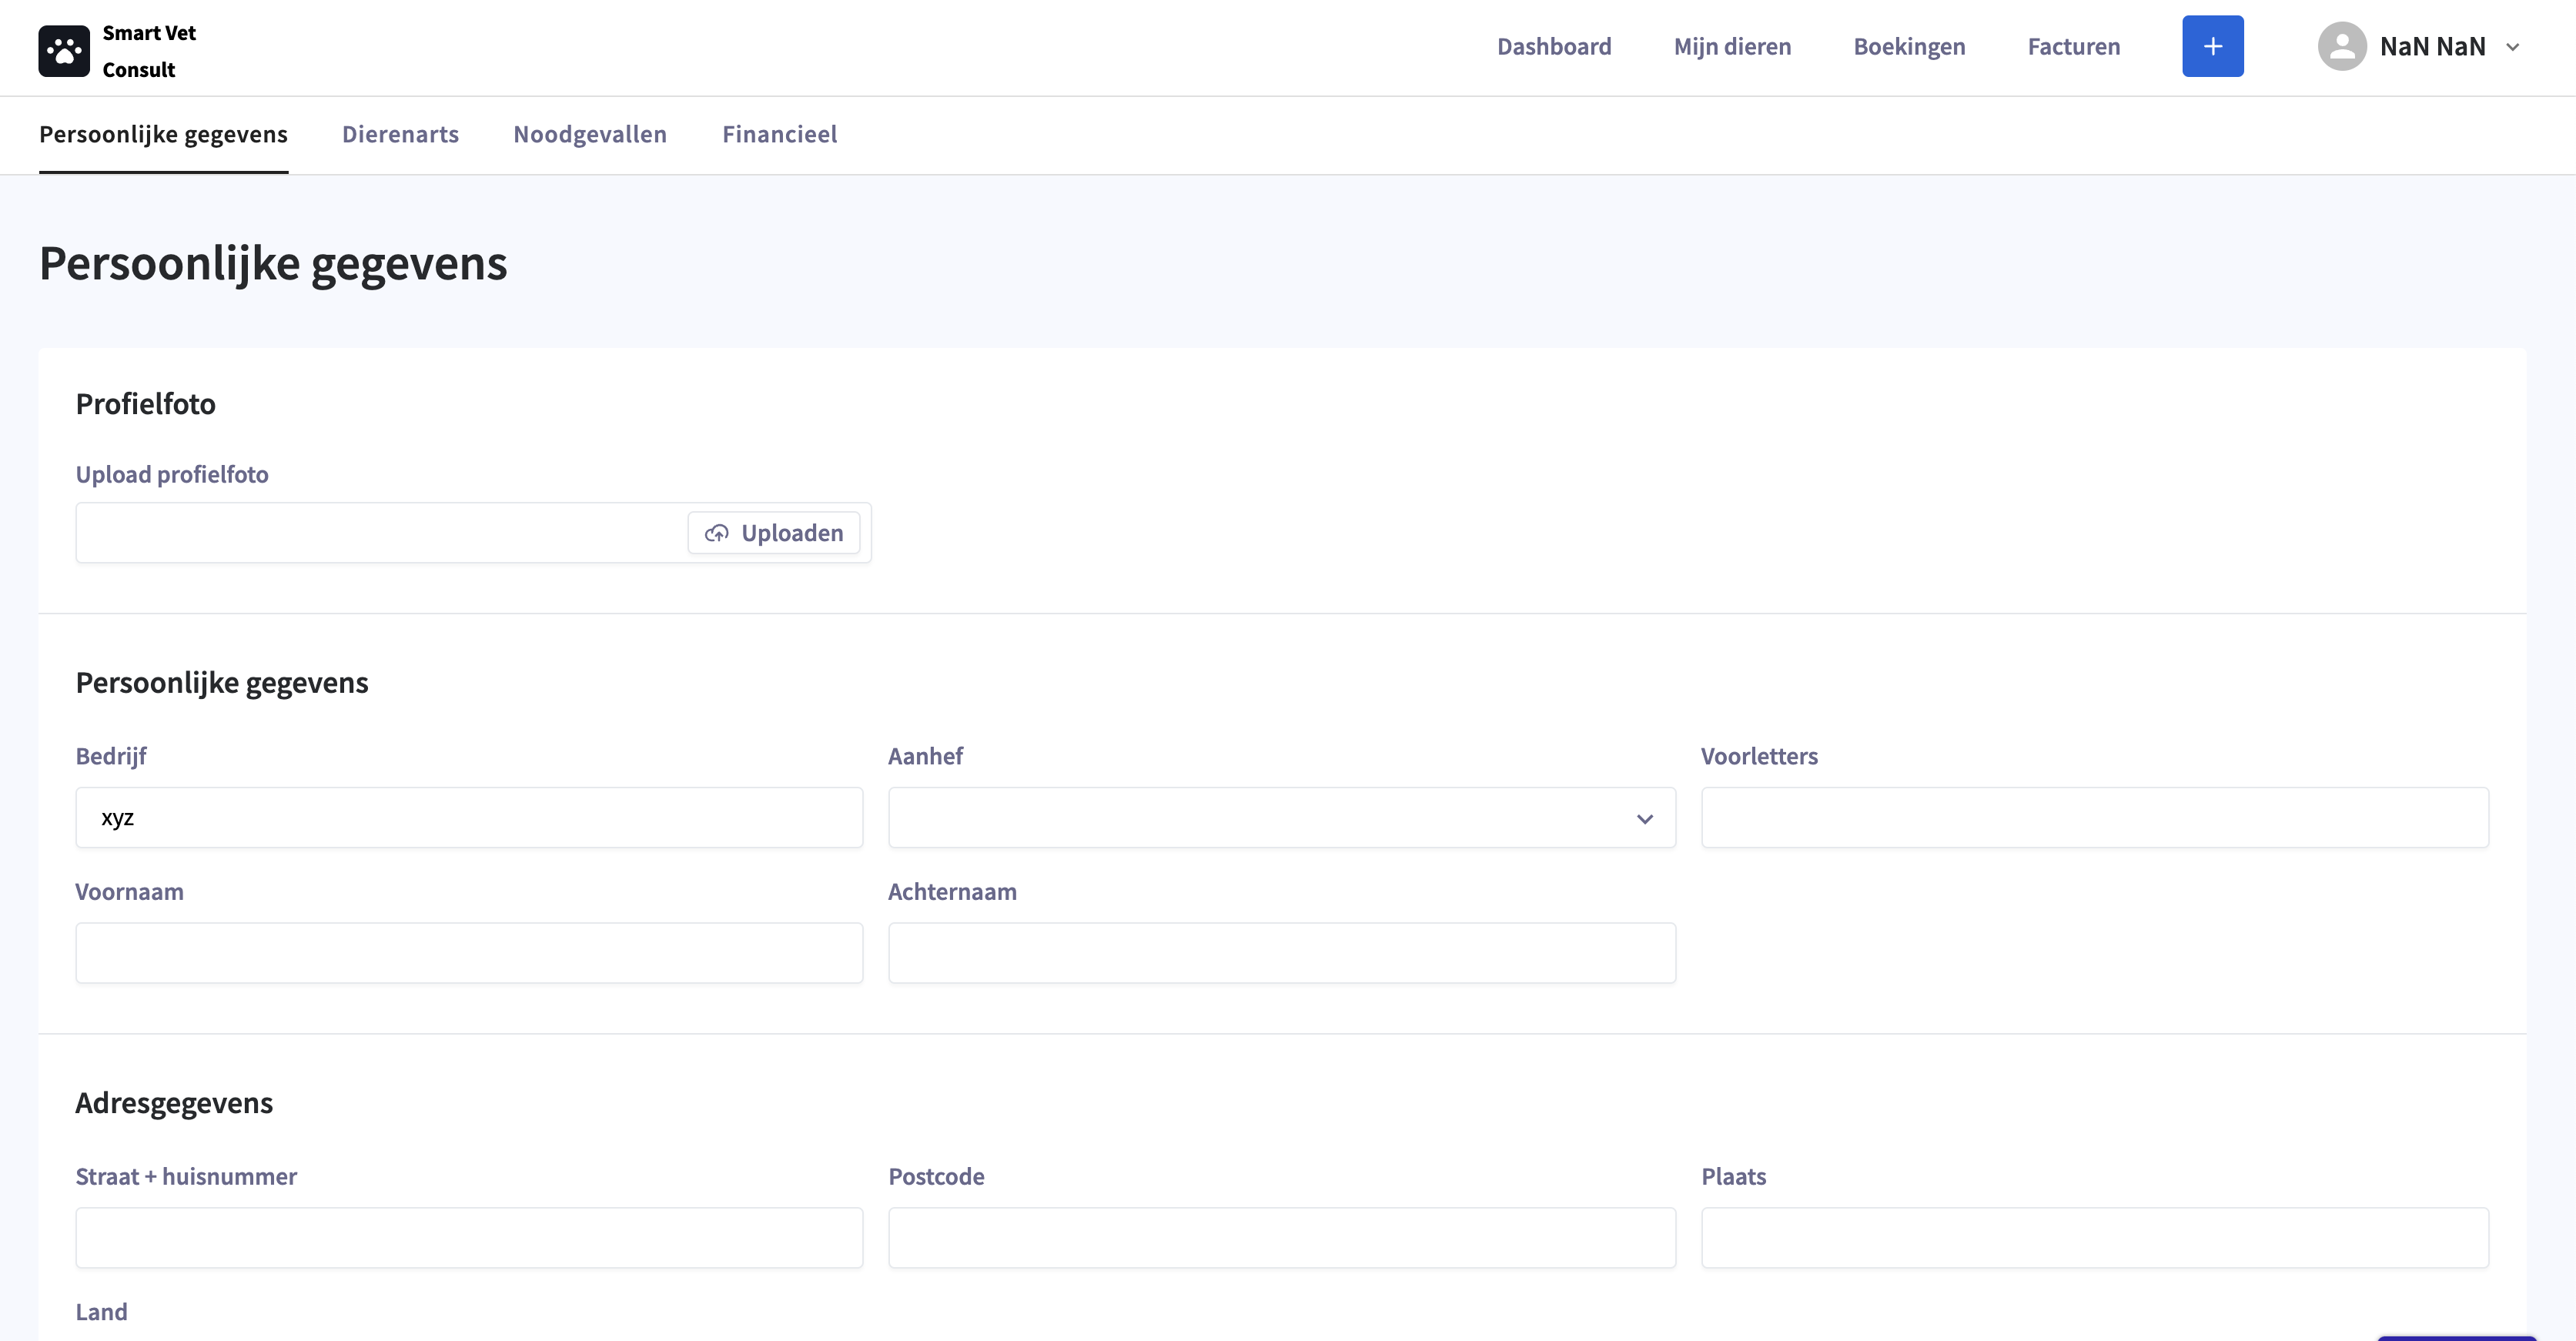 Smart Vet
Consult
Dashboard
Mijn dieren
Boekingen
Facturen
+
NaN NaN
Persoonlijke gegevens
Dierenarts
Noodgevallen
Financieel
Persoonlijke gegevens
Profielfoto
Upload profielfoto
Uploaden
Persoonlijke gegevens
Bedrijf
Aanhef
Voorletters
xyz
Voornaam
Achternaam
Adresgegevens
Straat + huisnummer
Postcode
Plaats
Land